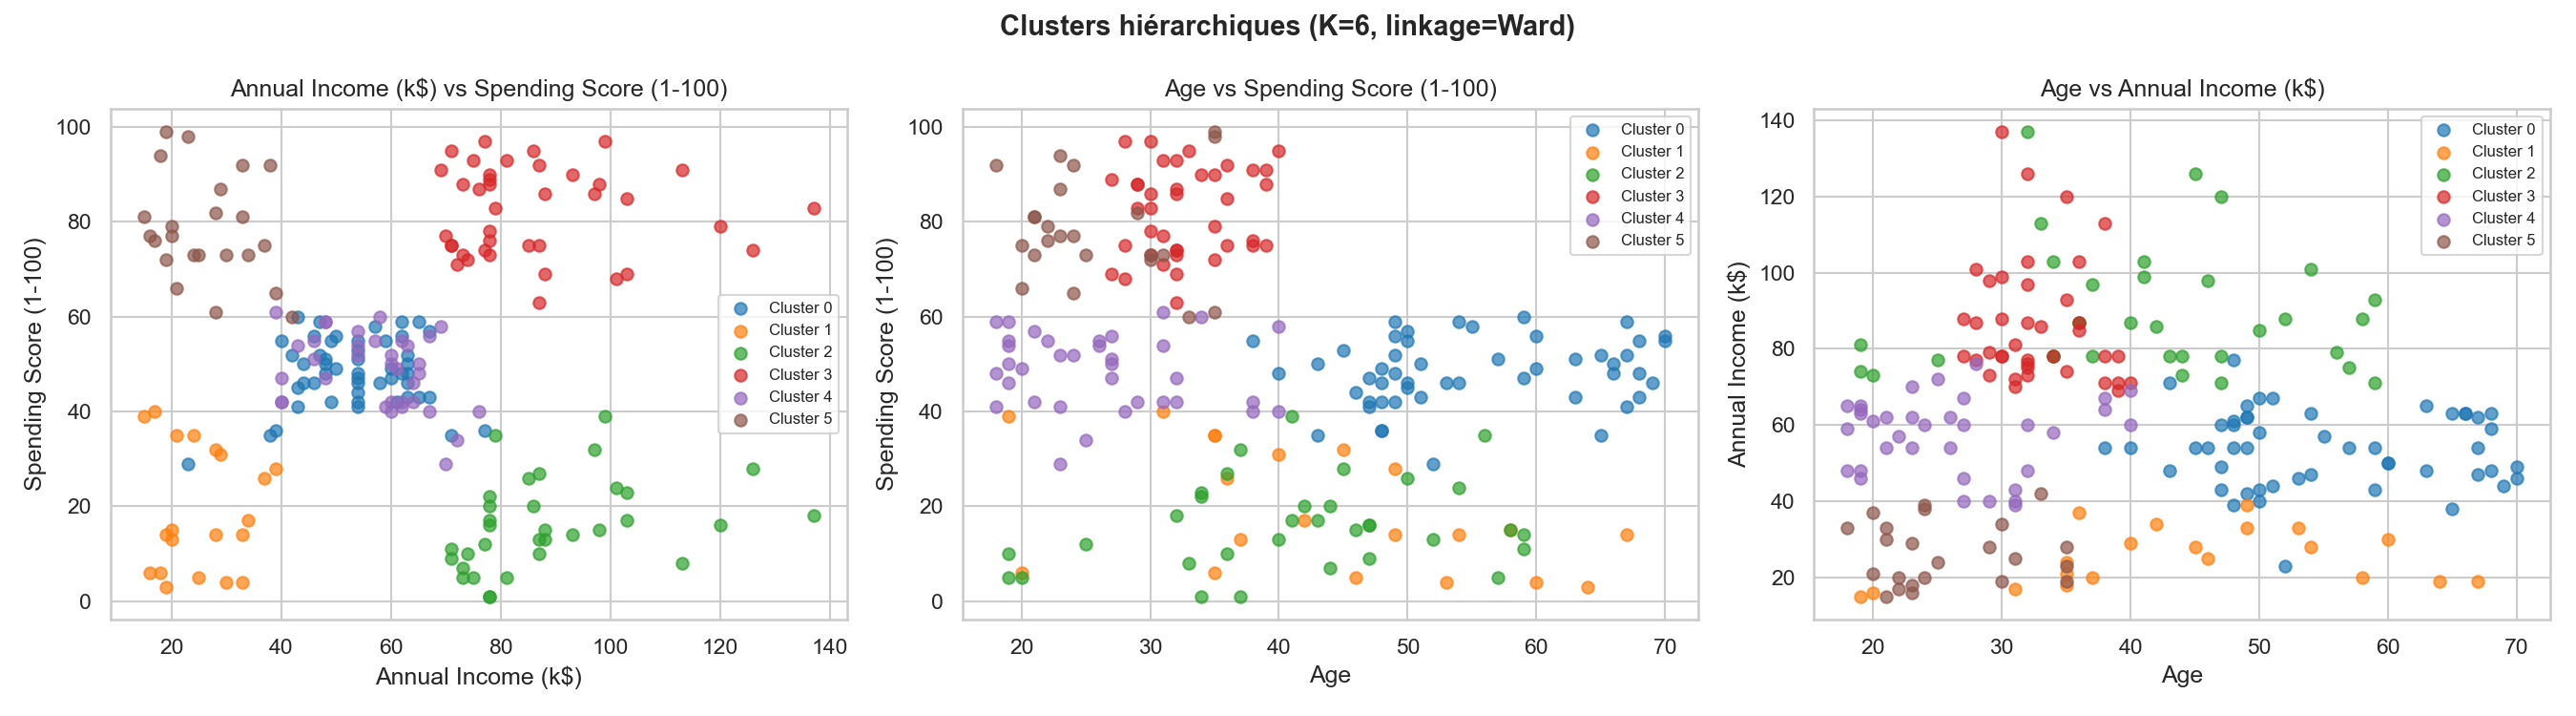 Clusters hiérarchiques (K=6, linkage=Ward)
Annual Income (k$) vs Spending Score (1-100)
100
80
60
40
20
0
20 40 60 80 100 120 140
Spending Score (1-100)
Annual Income (k$)
Cluster 0
Cluster 1
Cluster 2
Cluster 3
Cluster 4
Cluster 5
Age vs Spending Score (1-100)
100
80
60
40
20
0
20 30 40 50 60 70
Spending Score (1-100)
Age
Cluster 0
Cluster 1
Cluster 2
Cluster 3
Cluster 4
Cluster 5
Age vs Annual Income (k$)
140
120
100
80
60
40
20
20 30 40 50 60 70
Annual Income (k$)
Age
Cluster 0
Cluster 1
Cluster 2
Cluster 3
Cluster 4
Cluster 5